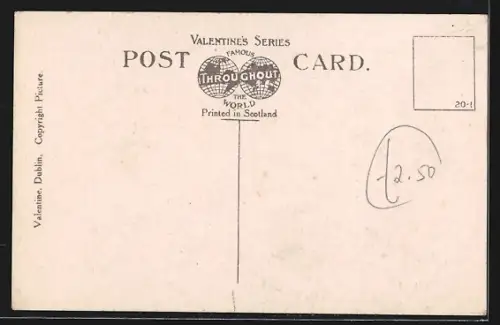 VALENTINE'S SERIES
FAMOUS
POST CARD.
THROUGHOUT
THE
WORLD
Printed in Scotland
20-1
Valentine, Dublin, Copyright Picture.
£2.50